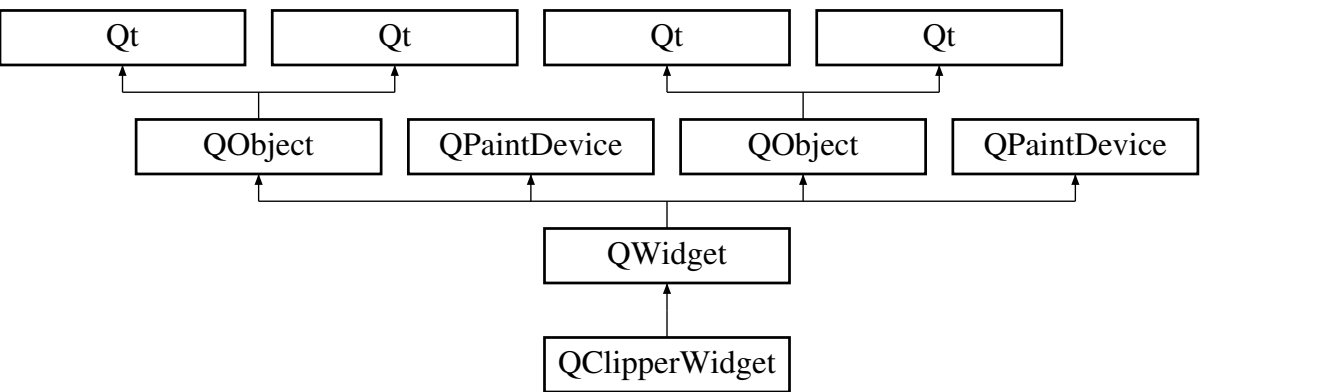 Qt Qt Qt Qt
QObject QPaintDevice QObject QPaintDevice
QWidget
QClipperWidget